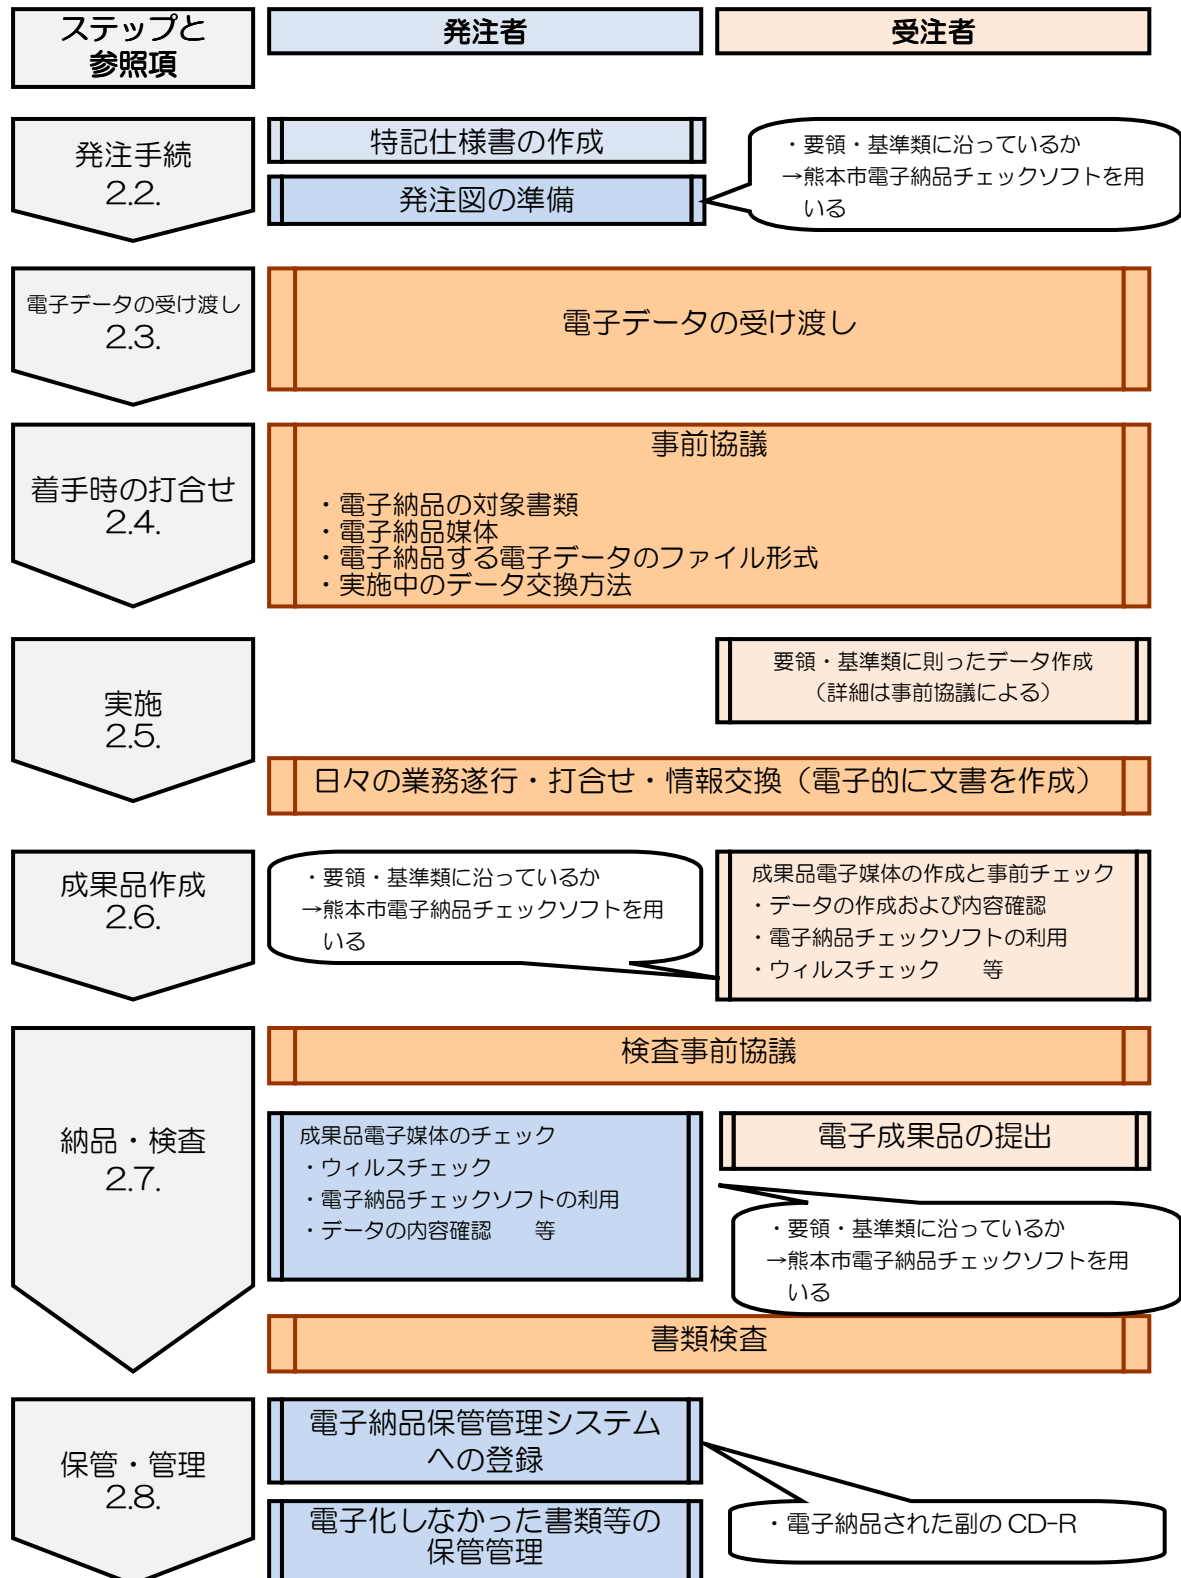 ステップと
参照項
発注者
受注者
発注手続
2.2.
特記仕様書の作成
発注図の準備
・要領・基準類に沿っているか
→熊本市電子納品チェックソフトを用
いる
電子データの受け渡し
2.3.
電子データの受け渡し
着手時の打合せ
2.4.
事前協議
・電子納品の対象書類
・電子納品媒体
・電子納品する電子データのファイル形式
・実施中のデータ交換方法
実施
2.5.
要領・基準類に則ったデータ作成
（詳細は事前協議による）
日々の業務遂行・打合せ・情報交換（電子的に文書を作成）
成果品作成
2.6.
・要領・基準類に沿っているか
→熊本市電子納品チェックソフトを用
いる
成果品電子媒体の作成と事前チェック
・データの作成および内容確認
・電子納品チェックソフトの利用
・ウィルスチェック　　等
納品・検査
2.7.
検査事前協議
成果品電子媒体のチェック
・ウィルスチェック
・電子納品チェックソフトの利用
・データの内容確認　　等
電子成果品の提出
・要領・基準類に沿っているか
→熊本市電子納品チェックソフトを用
いる
書類検査
保管・管理
2.8.
電子納品保管管理システム
への登録
電子化しなかった書類等の
保管管理
・電子納品された副の CD-R